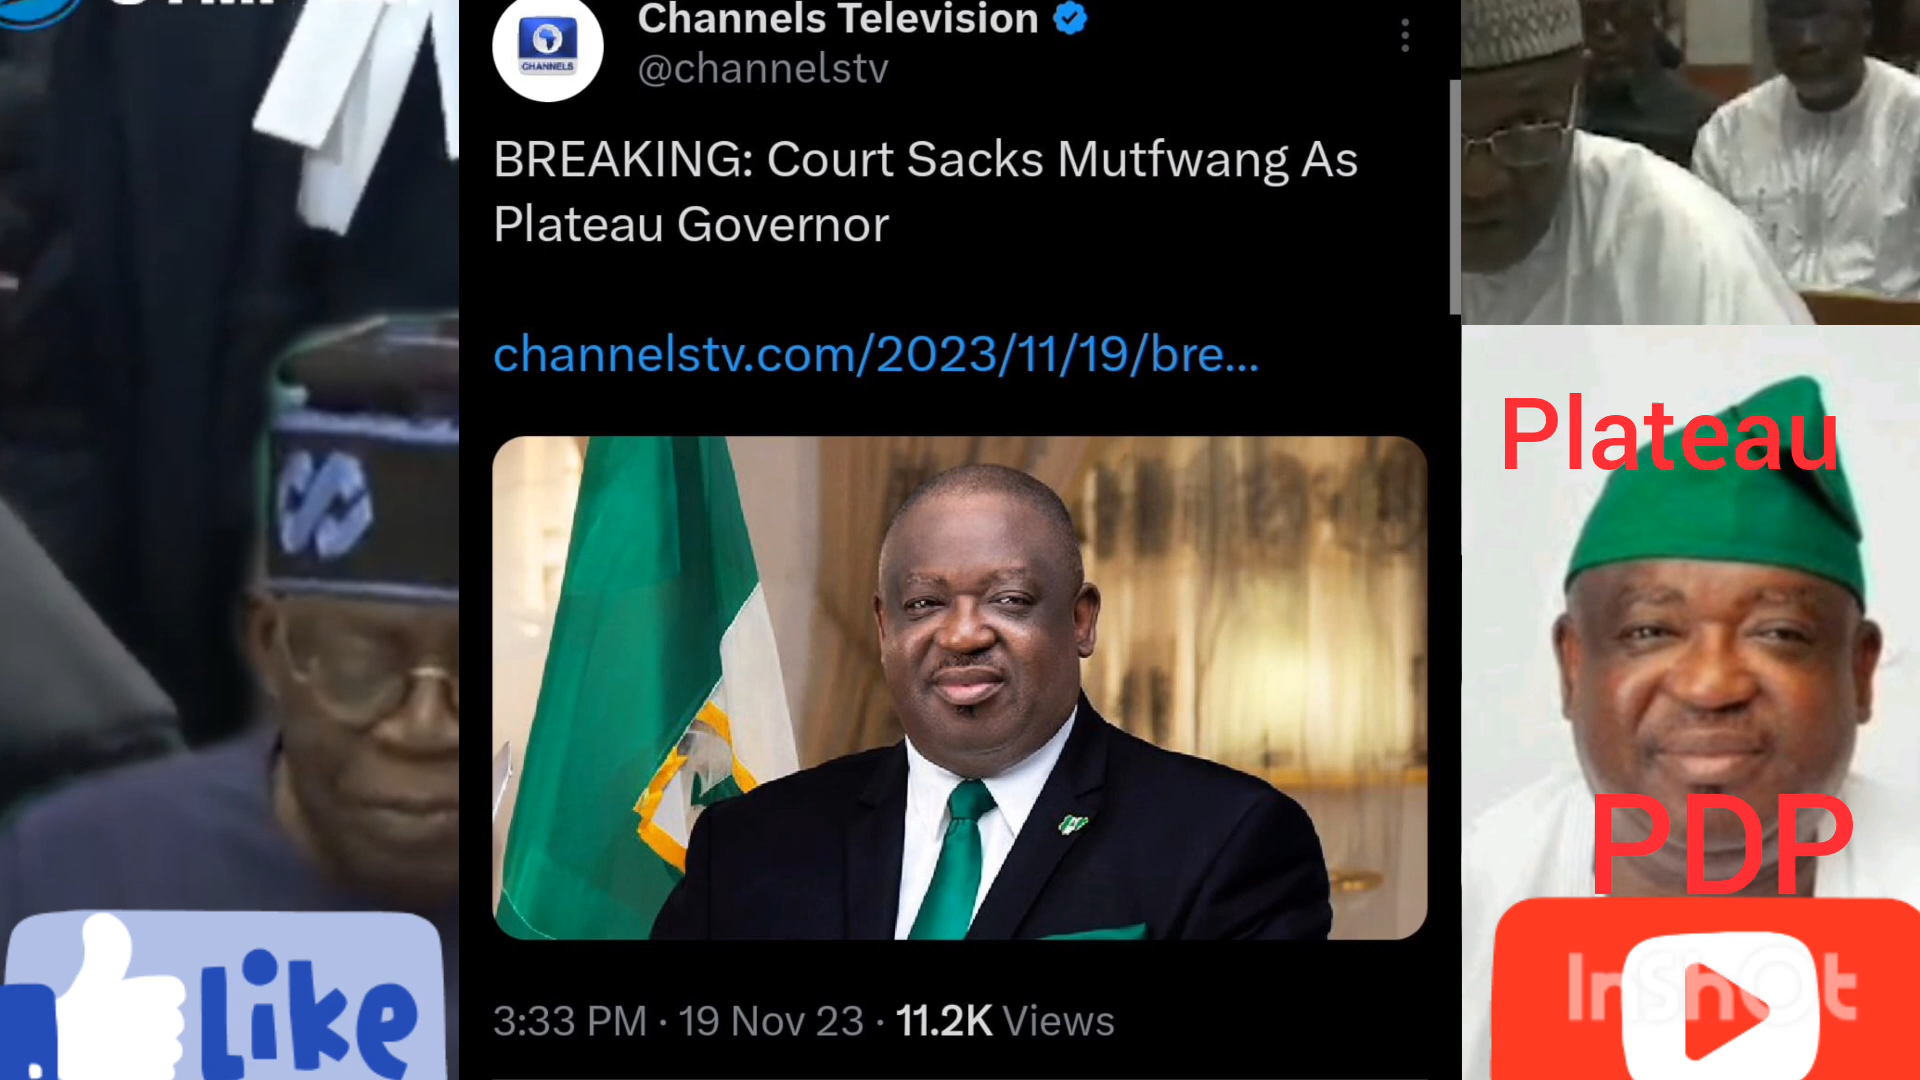 Channels Television
@channelstv
CHANNELS
BREAKING: Court Sacks Mutfwang As
Plateau Governor
channelstv.com/2023/11/19/bre...
3:33 PM · 19 Nov 23 · 11.2K Views
Like
Plateau
PDP
InShOt